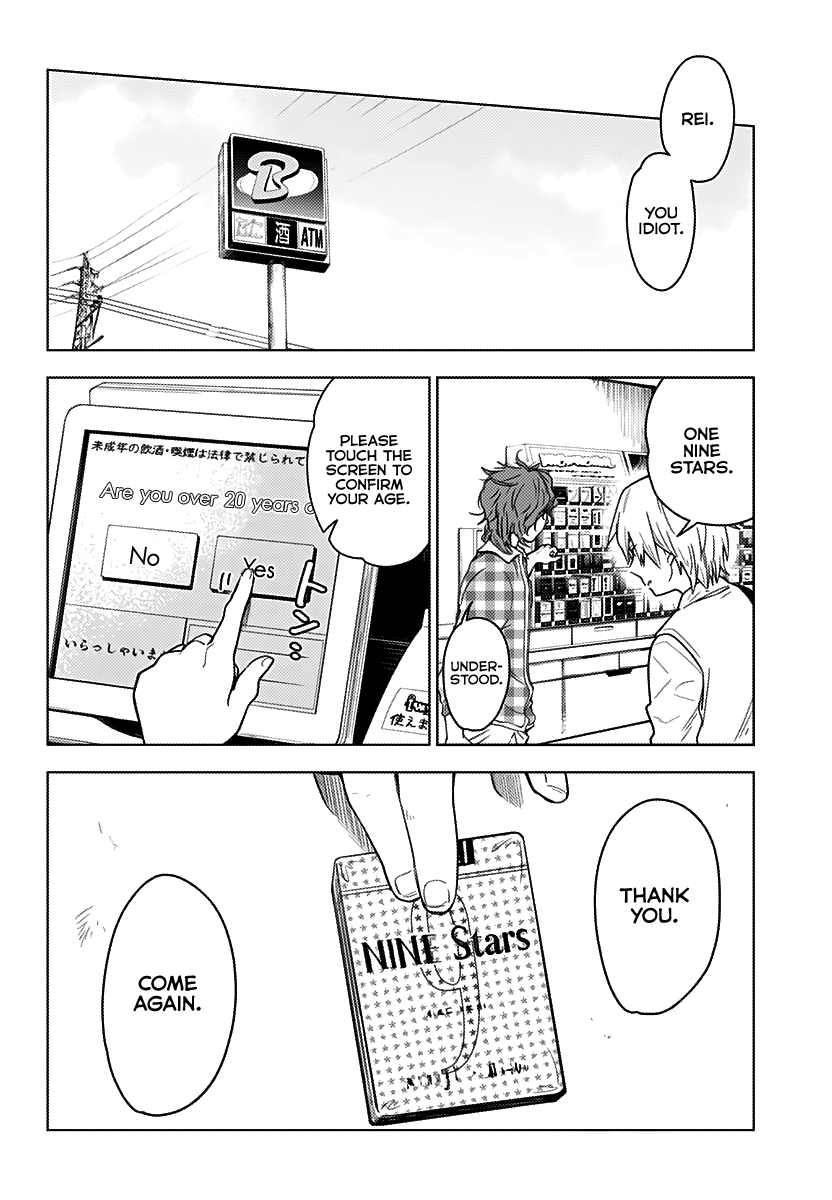 REI.
YOU
IDIOT.
酒
ATM
ONE
NINE
STARS.
UNDER-
STOOD.
PLEASE
TOUCH THE
SCREEN TO
CONFIRM
YOUR AGE.
未成年の飲酒・喫煙は法律で禁じられて
Are you over 20 years
No
Yes
トン
いらっしゃいま
使えま
THANK
YOU.
NINE Stars
9
COME
AGAIN.